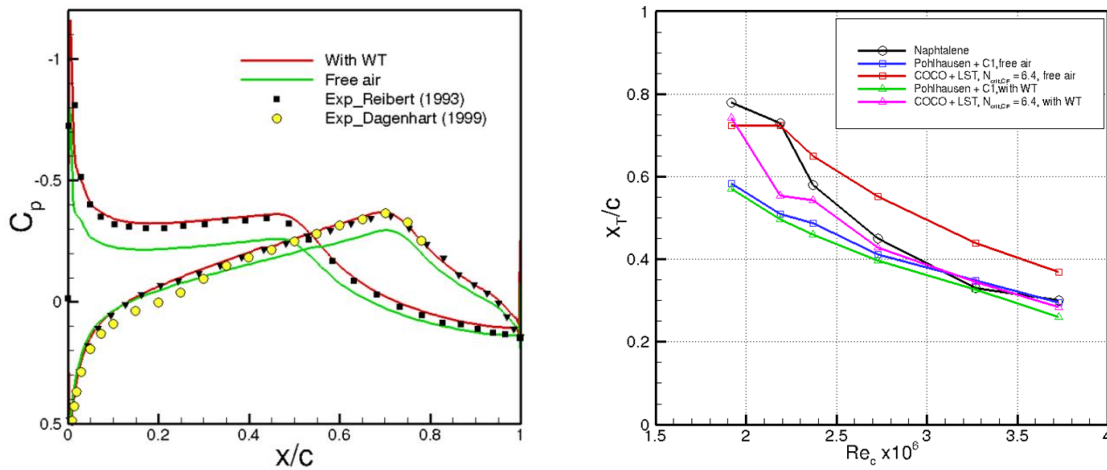 -1
-0.5
0
0.5
C_p
0
0.2
0.4
0.6
0.8
1
x/c
With WT
Free air
Exp_Reibert (1993)
Exp_Dagenhart (1999)
1
0.8
0.6
0.4
0.2
0
x_T/c
1.5
2
2.5
3
3.5
4
Re_c x10^6
Naphtalene
Pohlhausen + C1,free air
COCO + LST, N_crit,CF = 6.4, free air
Pohlhausen + C1,with WT
COCO + LST, N_crit,CF = 6.4, with WT